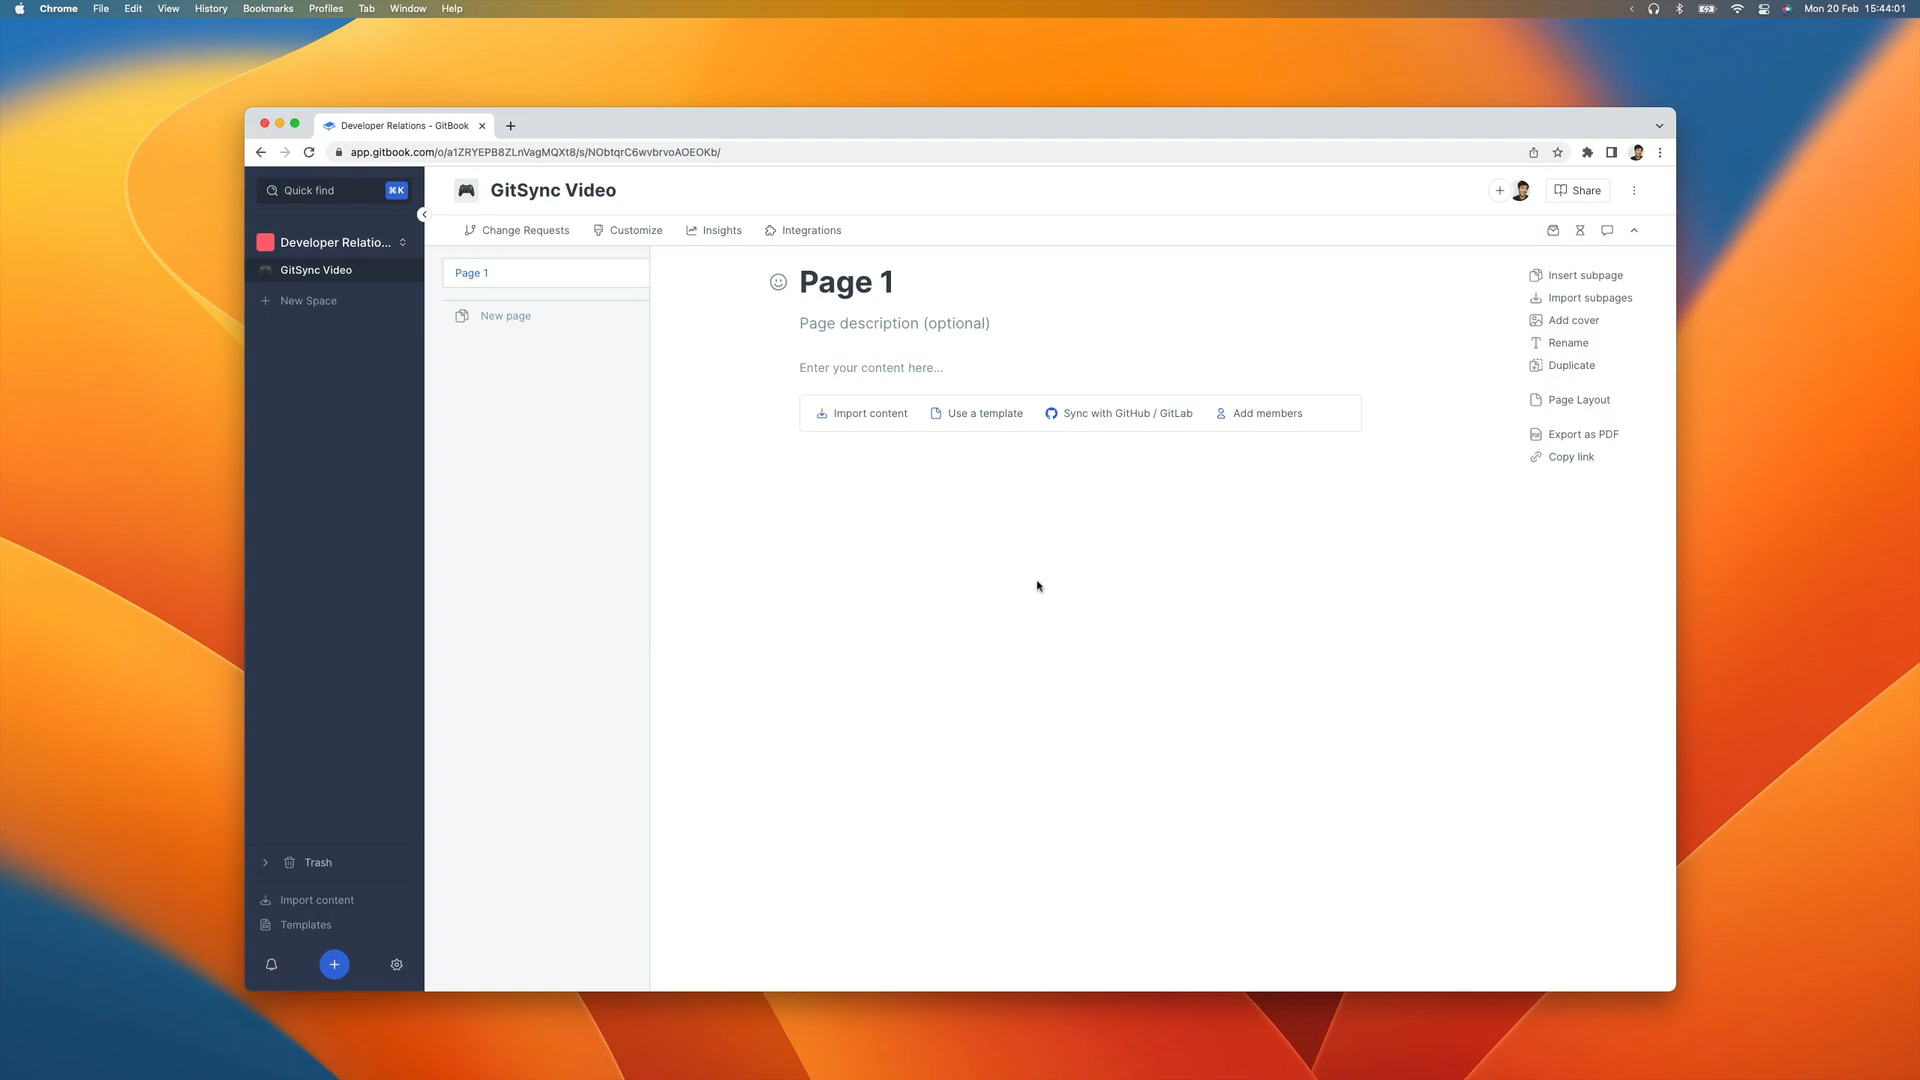 Chrome File Edit View History Bookmarks Profiles Tab Window Help
Mon 20 Feb 15:44:01
Developer Relations - GitBook
app.gitbook.com/o/a1ZRYEPB8ZLnVagMQXt8/s/NObtqrC6wvbrvoAOEOKb/
Quick find ⌘K
GitSync Video
Share
Change Requests Customize Insights Integrations
Developer Relatio...
GitSync Video
New Space
Page 1
New page
Page 1
Page description (optional)
Enter your content here...
Import content Use a template Sync with GitHub / GitLab Add members
Insert subpage
Import subpages
Add cover
Rename
Duplicate
Page Layout
Export as PDF
Copy link
Trash
Import content
Templates